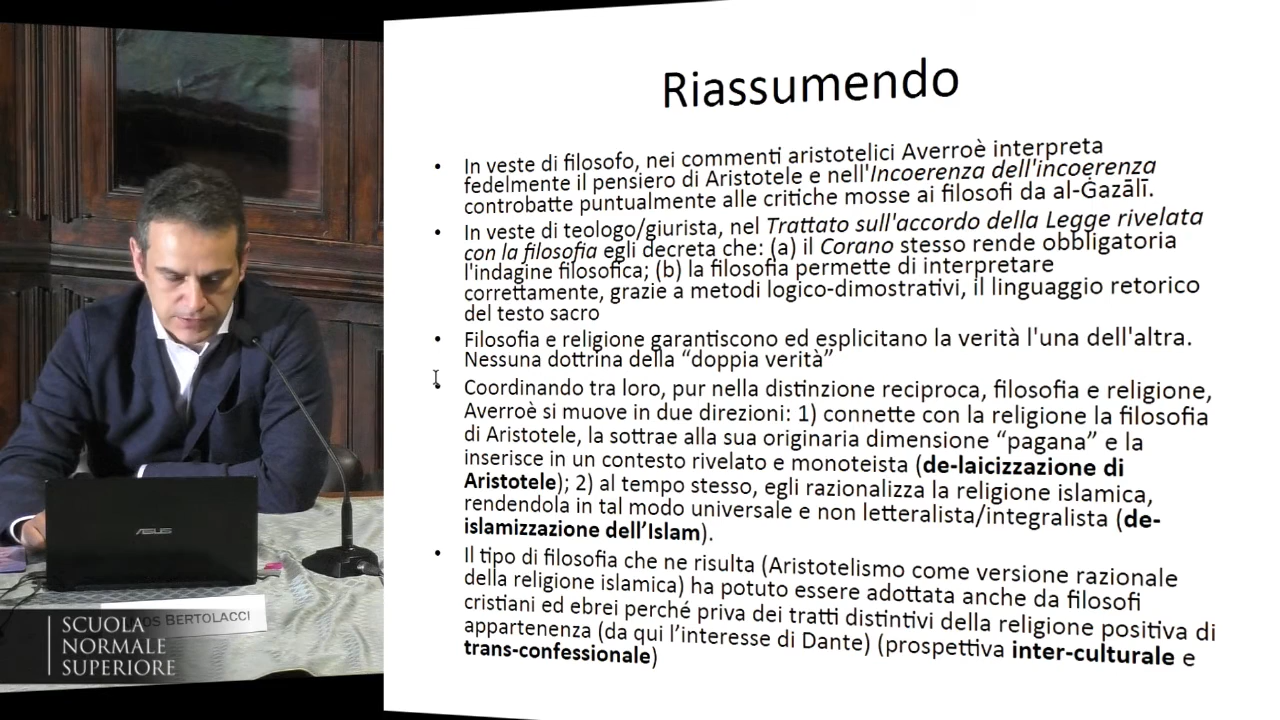 Riassumendo
• In veste di filosofo, nei commenti aristotelici Averroè interpreta
fedelmente il pensiero di Aristotele e nell'Incoerenza dell'incoerenza
controbatte puntualmente alle critiche mosse ai filosofi da al-Ġazālī.
• In veste di teologo/giurista, nel Trattato sull'accordo della Legge rivelata
con la filosofia egli decreta che: (a) il Corano stesso rende obbligatoria
l'indagine filosofica; (b) la filosofia permette di interpretare
correttamente, grazie a metodi logico-dimostrativi, il linguaggio retorico
del testo sacro
• Filosofia e religione garantiscono ed esplicitano la verità l'una dell'altra.
Nessuna dottrina della “doppia verità”
• Coordinando tra loro, pur nella distinzione reciproca, filosofia e religione,
Averroè si muove in due direzioni: 1) connette con la religione la filosofia
di Aristotele, la sottrae alla sua originaria dimensione “pagana” e la
inserisce in un contesto rivelato e monoteista (de-laicizzazione di
Aristotele); 2) al tempo stesso, egli razionalizza la religione islamica,
rendendola in tal modo universale e non letteralista/integralista (de-
islamizzazione dell’Islam).
• Il tipo di filosofia che ne risulta (Aristotelismo come versione razionale
della religione islamica) ha potuto essere adottata anche da filosofi
cristiani ed ebrei perché priva dei tratti distintivi della religione positiva di
appartenenza (da qui l’interesse di Dante) (prospettiva inter-culturale e
trans-confessionale)
ASUS
BERTOLACCI
SCUOLA
NORMALE
SUPERIORE